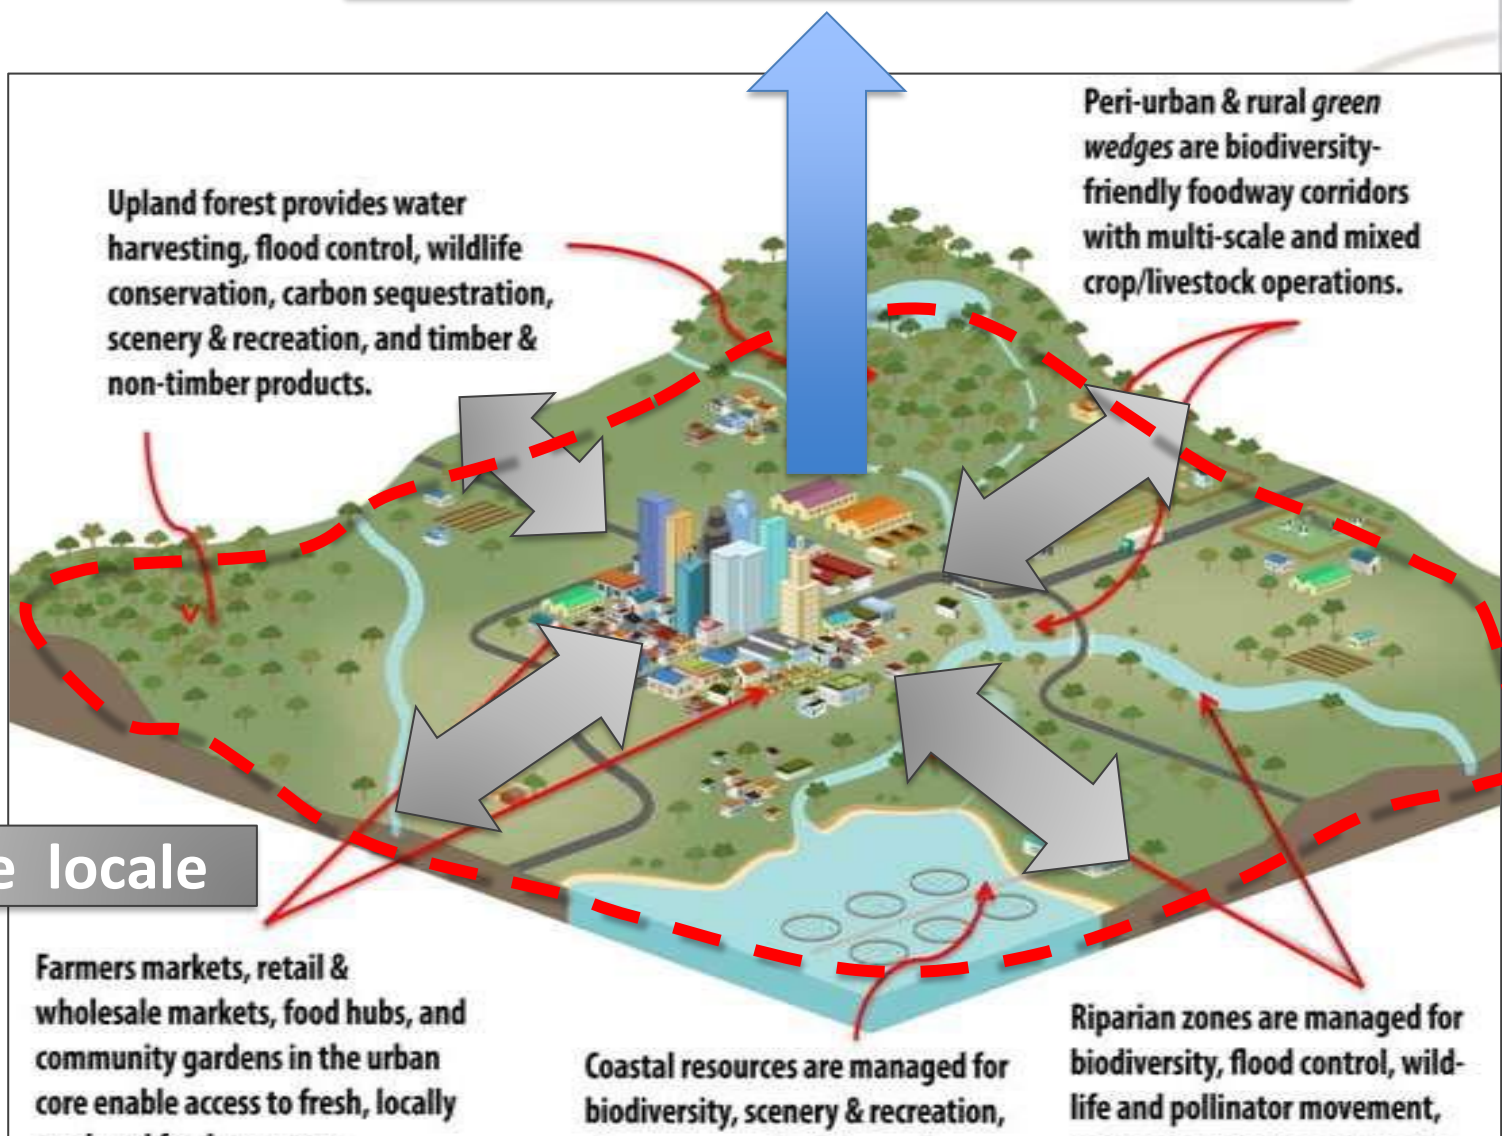 Peri-urban & rural green
wedges are biodiversity-
friendly foodway corridors
with multi-scale and mixed
crop/livestock operations.
Upland forest provides water
harvesting, flood control, wildlife
conservation, carbon sequestration,
scenery & recreation, and timber &
non-timber products.
e locale
Farmers markets, retail &
wholesale markets, food hubs, and
community gardens in the urban
core enable access to fresh, locally
Coastal resources are managed for
biodiversity, scenery & recreation,
Riparian zones are managed for
biodiversity, flood control, wild-
life and pollinator movement,